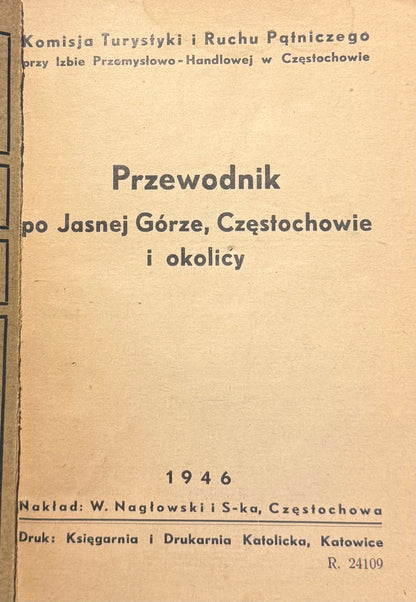 Komisja Turystyki i Ruchu Pątniczego
przy Izbie Przemysłowo-Handlowej w Częstochowie
Przewodnik
po Jasnej Górze, Częstochowie
i okolicy
1946
Nakład: W. Nagłowski i S-ka, Częstochowa
Druk: Księgarnia i Drukarnia Katolicka, Katowice
R. 24109